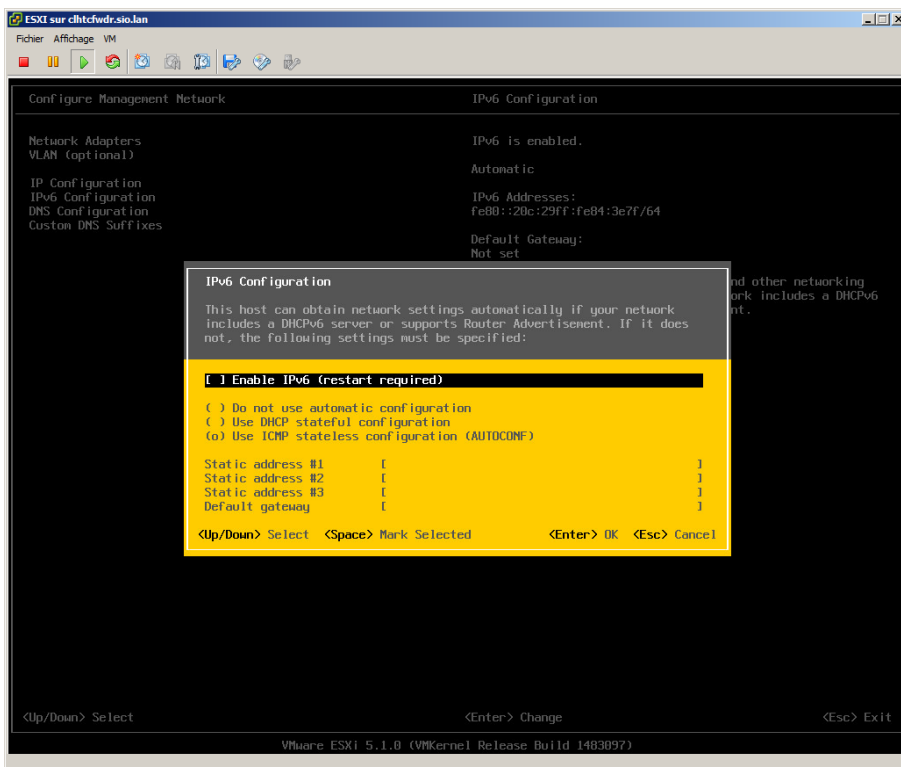 ESXI sur clhtcfwdr.sio.lan
Fichier Affichage VM
Configure Management Network
IPv6 Configuration
Network Adapters
VLAN (optional)
IP Configuration
IPv6 Configuration
DNS Configuration
Custom DNS Suffixes
IPv6 is enabled.
Automatic
IPv6 Addresses:
fe80::20c:29ff:fe84:3e7f/64
Default Gateway:
Not set
nd other networking
ork includes a DHCPv6
nt.
IPv6 Configuration
This host can obtain network settings automatically if your network
includes a DHCPv6 server or supports Router Advertisement. If it does
not, the following settings must be specified:
[ ] Enable IPv6 (restart required)
( ) Do not use automatic configuration
( ) Use DHCP stateful configuration
(o) Use ICMP stateless configuration (AUTOCONF)
Static address #1 [ ]
Static address #2 [ ]
Static address #3 [ ]
Default gateway [ ]
<Up/Down> Select <Space> Mark Selected <Enter> OK <Esc> Cancel
<Up/Down> Select <Enter> Change <Esc> Exit
VMware ESXi 5.1.0 (VMKernel Release Build 1483097)